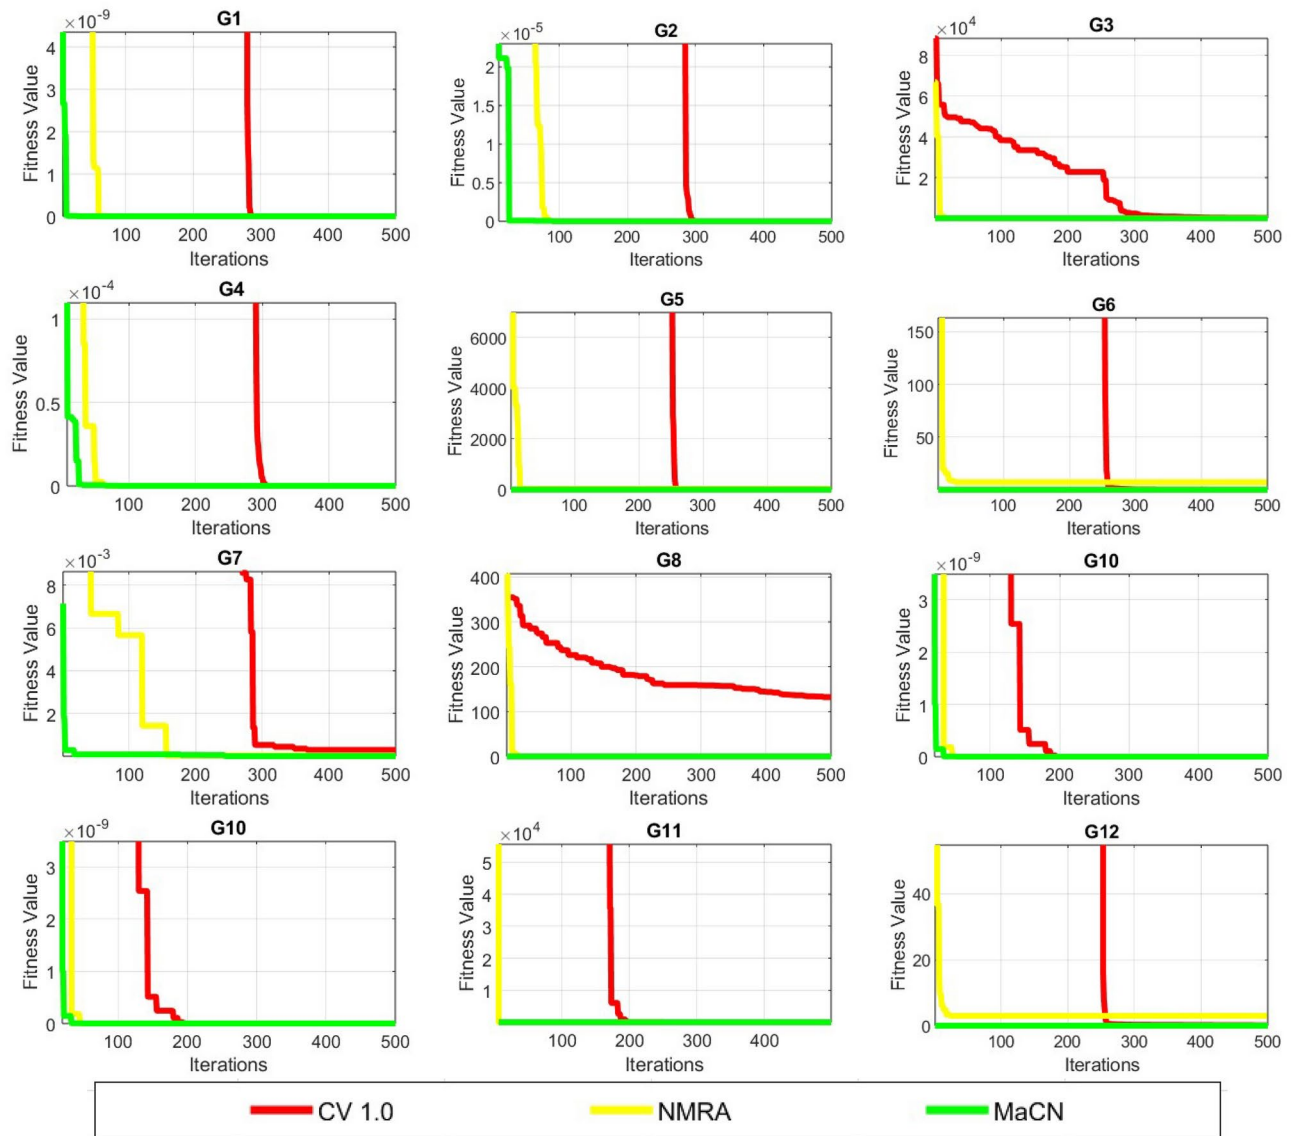 G1
×10⁻⁹
4
3
2
1
0
Fitness Value
100 200 300 400 500
Iterations
G2
×10⁻⁵
2
1.5
1
0.5
0
Fitness Value
100 200 300 400 500
Iterations
G3
×10⁴
8
6
4
2
Fitness Value
100 200 300 400 500
Iterations
G4
×10⁻⁴
1
0.5
0
Fitness Value
100 200 300 400 500
Iterations
G5
6000
4000
2000
0
Fitness Value
100 200 300 400 500
Iterations
G6
150
100
50
Fitness Value
100 200 300 400 500
Iterations
G7
×10⁻³
8
6
4
2
Fitness Value
100 200 300 400 500
Iterations
G8
400
300
200
100
0
Fitness Value
100 200 300 400 500
Iterations
G10
×10⁻⁹
3
2
1
0
Fitness Value
100 200 300 400 500
Iterations
G10
×10⁻⁹
3
2
1
0
Fitness Value
100 200 300 400 500
Iterations
G11
×10⁴
5
4
3
2
1
Fitness Value
100 200 300 400
Iterations
G12
40
20
0
Fitness Value
100 200 300 400 500
Iterations
CV 1.0 NMRA MaCN